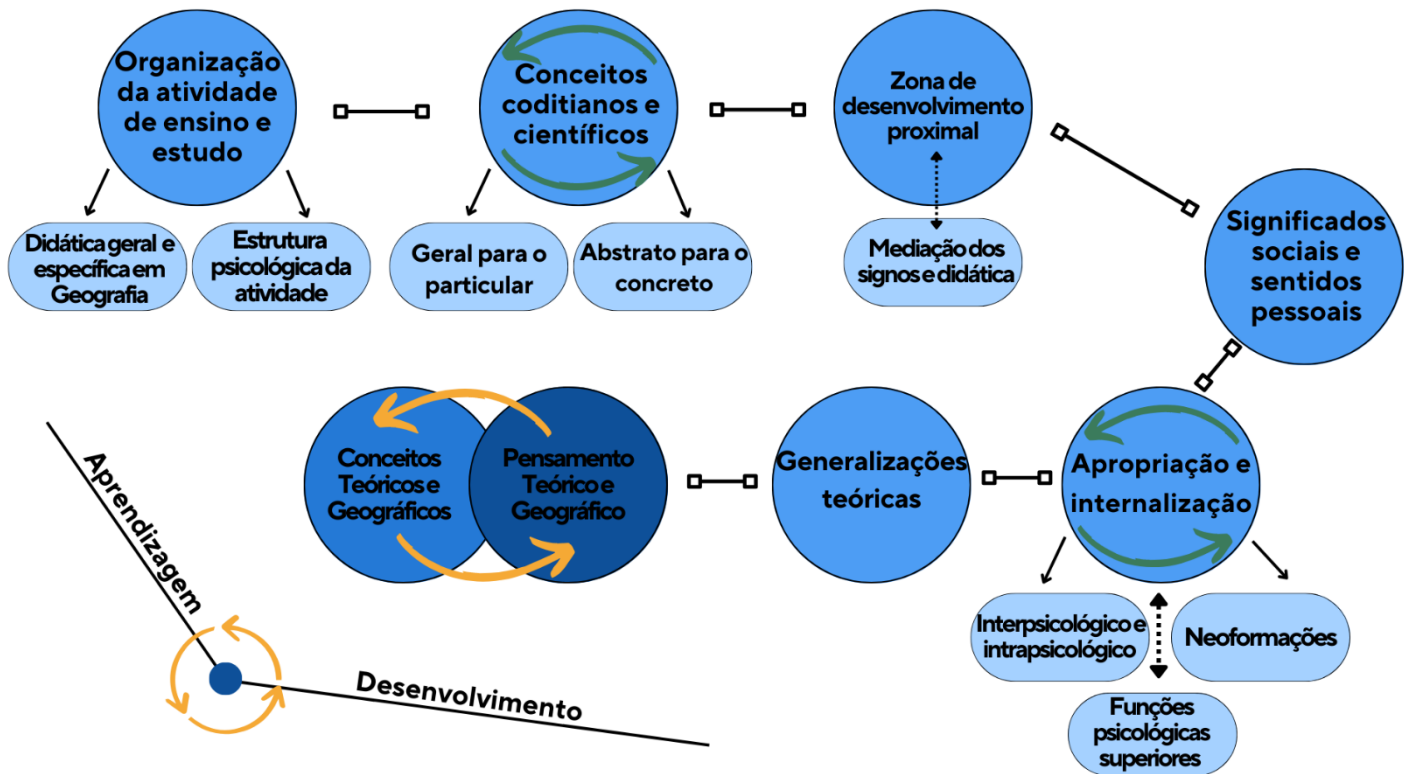 Organização
da atividade
de ensino e
estudo
Conceitos
coditianos e
científicos
Zona de
desenvolvimento
proximal
Didática geral e
específica em
Geografia
Estrutura
psicológica da
atividade
Geral para o
particular
Abstrato para o
concreto
Mediação dos
signos e didática
Significados
sociais e
sentidos
pessoais
Conceitos
Teóricos e
Geográficos
Pensamento
Teórico e
Geográfico
Generalizações
teóricas
Apropriação e
internalização
Interpsicológico e
intrapsicológico
Neoformações
Funções
psicológicas
superiores
Aprendizagem
Desenvolvimento